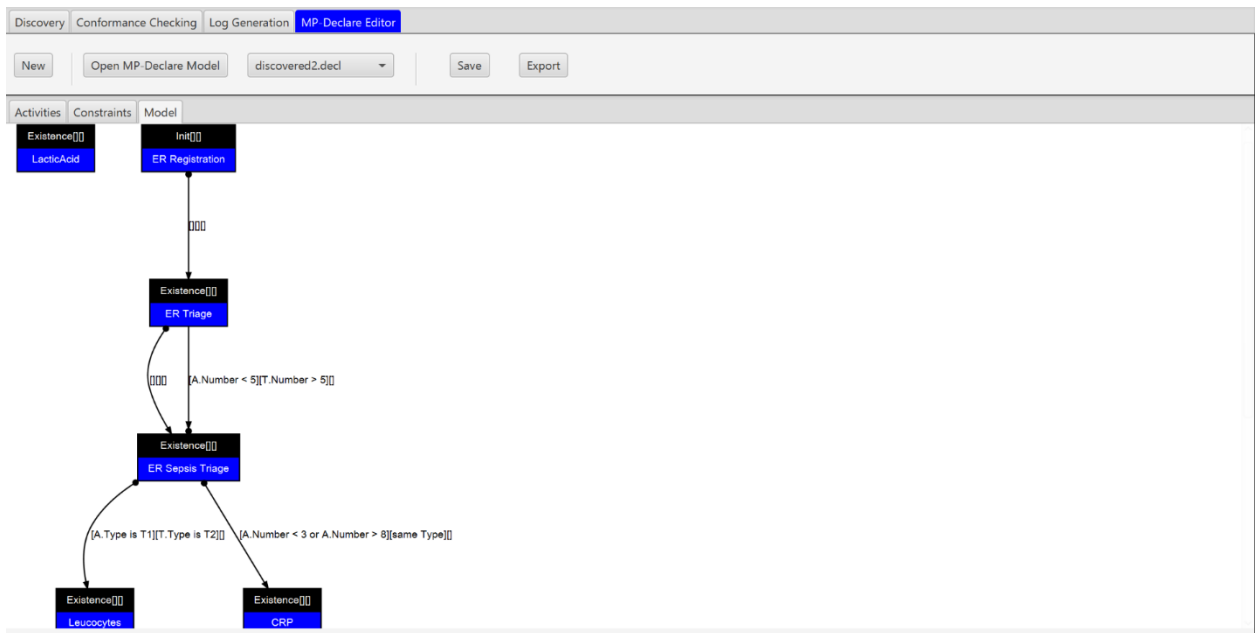 Discovery Conformance Checking Log Generation MP-Declare Editor
New Open MP-Declare Model discovered2.decl Save Export
Activities Constraints Model
Existence[][] Init[][]
LacticAcid ER Registration
[][][]
Existence[][]
ER Triage
[][][] [A.Number < 5][T.Number > 5][]
Existence[][]
ER Sepsis Triage
[A.Type is T1][T.Type is T2][] [A.Number < 3 or A.Number > 8][same Type][]
Existence[][] Existence[][]
Leucocytes CRP